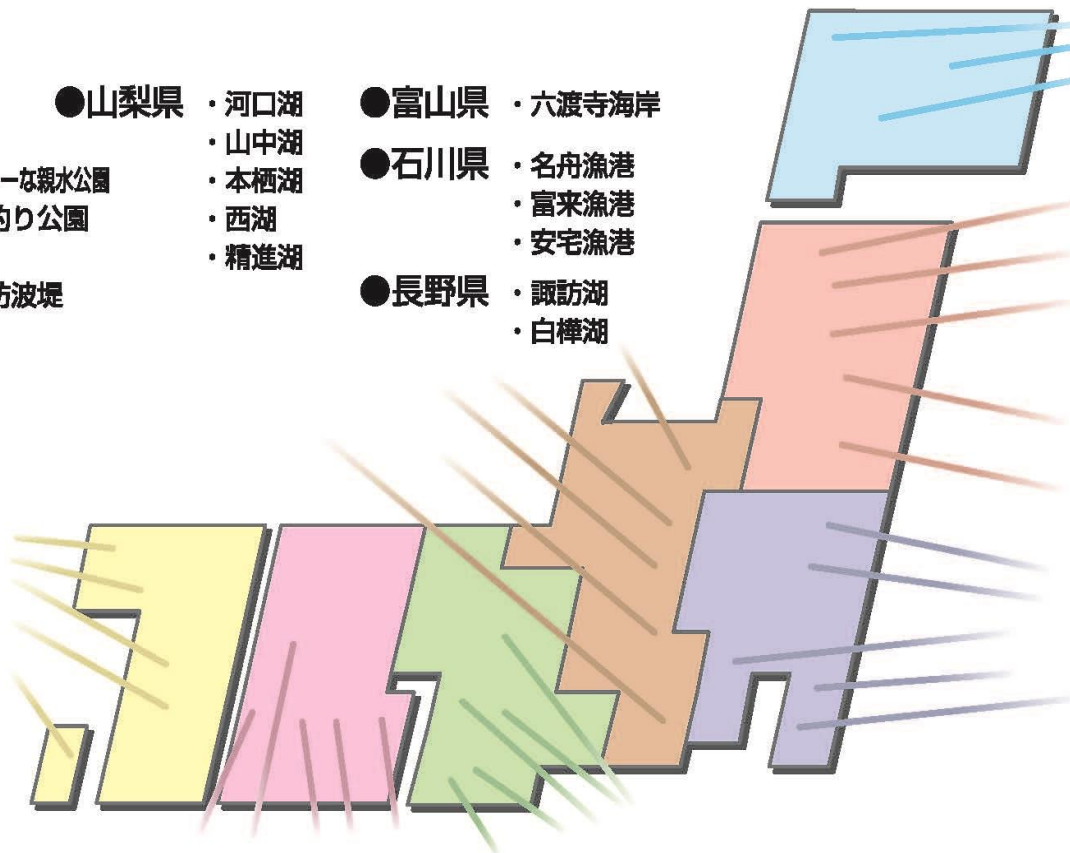 ーな親水公園
釣り公園
防波堤
●山梨県 ・河口湖
・山中湖
・本栖湖
・西湖
・精進湖
●富山県 ・六渡寺海岸
●石川県 ・名舟漁港
・富来漁港
・安宅漁港
●長野県 ・諏訪湖
・白樺湖